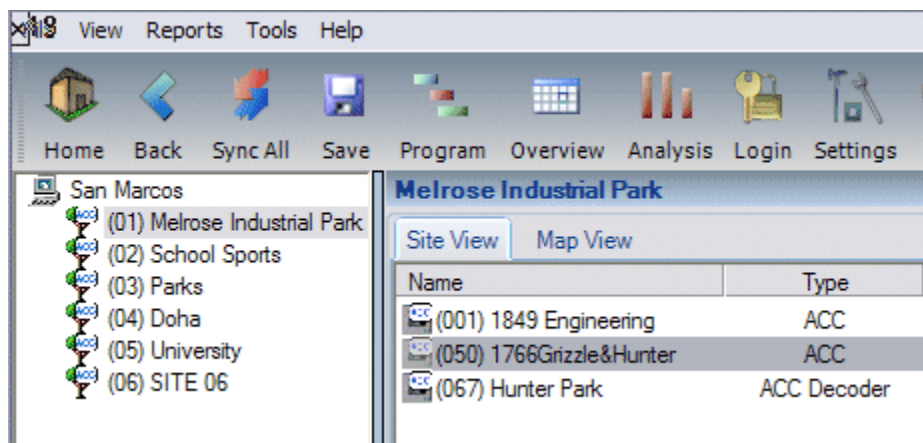 View Reports Tools Help
Home Back Sync All Save Program Overview Analysis Login Settings
San Marcos
(01) Melrose Industrial Park
(02) School Sports
(03) Parks
(04) Doha
(05) University
(06) SITE 06
Melrose Industrial Park
Site View Map View
Name Type
(001) 1849 Engineering ACC
(050) 1766Grizzle&Hunter ACC
(067) Hunter Park ACC Decoder